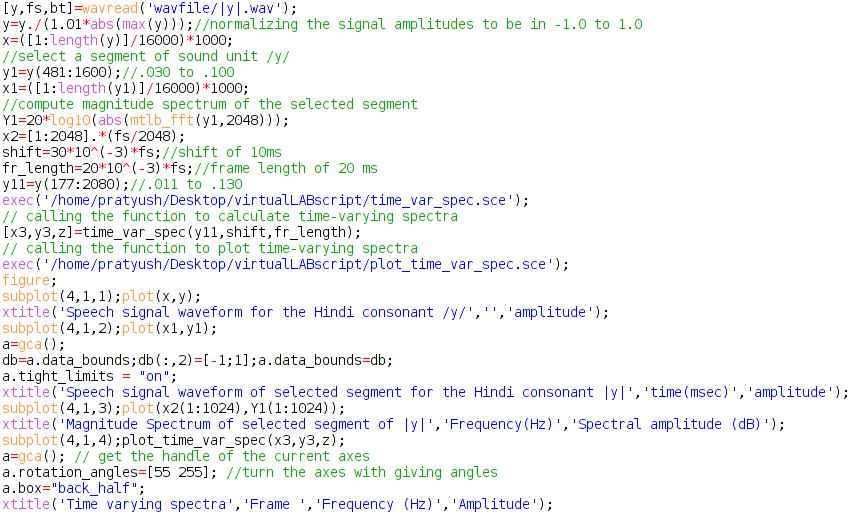 [y,fs,bt]=wavread('wavfile/|y|.wav');
y=y./(1.01*abs(max(y)));//normalizing the signal amplitudes to be in -1.0 to 1.0
x=([1:length(y)]/16000)*1000;
//select a segment of sound unit /y/
y1=y(481:1600);//.030 to .100
x1=([1:length(y1)]/16000)*1000;
//compute magnitude spectrum of the selected segment
Y1=20*log10(abs(mtlb_fft(y1,2048)));
x2=[1:2048].*(fs/2048);
shift=30*10^(-3)*fs;//shift of 10ms
fr_length=20*10^(-3)*fs;//frame length of 20 ms
y11=y(177:2080);//.011 to .130
exec('/home/pratyush/Desktop/virtualLABscript/time_var_spec.sce');
// calling the function to calculate time-varying spectra
[x3,y3,z]=time_var_spec(y11,shift,fr_length);
// calling the function to plot time-varying spectra
exec('/home/pratyush/Desktop/virtualLABscript/plot_time_var_spec.sce');
figure;
subplot(4,1,1);plot(x,y);
xtitle('Speech signal waveform for the Hindi consonant /y/','','amplitude');
subplot(4,1,2);plot(x1,y1);
a=gca();
db=a.data_bounds;db(:,2)=[-1;1];a.data_bounds=db;
a.tight_limits = "on";
xtitle('Speech signal waveform of selected segment for the Hindi consonant |y|','time(msec)','amplitude');
subplot(4,1,3);plot(x2(1:1024),Y1(1:1024));
xtitle('Magnitude Spectrum of selected segment of |y|','Frequency(Hz)','Spectral amplitude (dB)');
subplot(4,1,4);plot_time_var_spec(x3,y3,z);
a=gca(); // get the handle of the current axes
a.rotation_angles=[55 255]; //turn the axes with giving angles
a.box="back_half";
xtitle('Time varying spectra','Frame ','Frequency (Hz)','Amplitude');